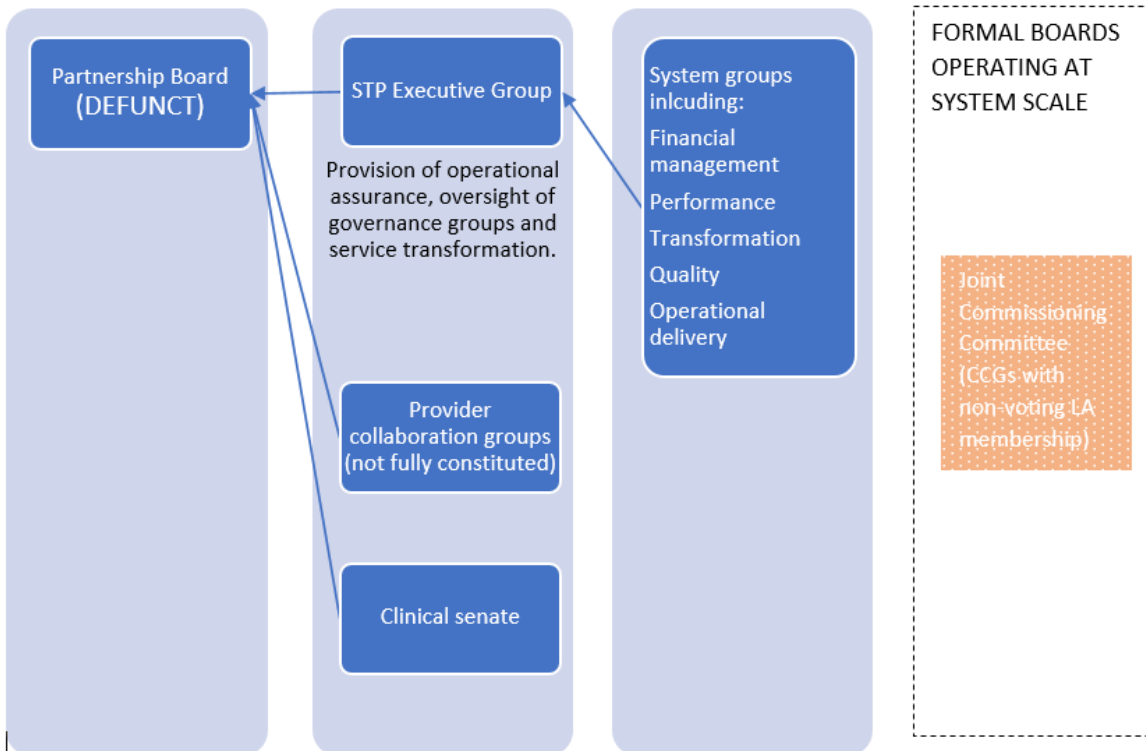 Partnership Board
(DEFUNCT)
STP Executive Group
Provision of operational
assurance, oversight of
governance groups and
service transformation.
Provider
collaboration groups
(not fully constituted)
Clinical senate
System groups
inlcuding:
Financial
management
Performance
Transformation
Quality
Operational
delivery
FORMAL BOARDS
OPERATING AT
SYSTEM SCALE
Joint
Commissioning
Committee
(CCGs with
non-voting LA
membership)